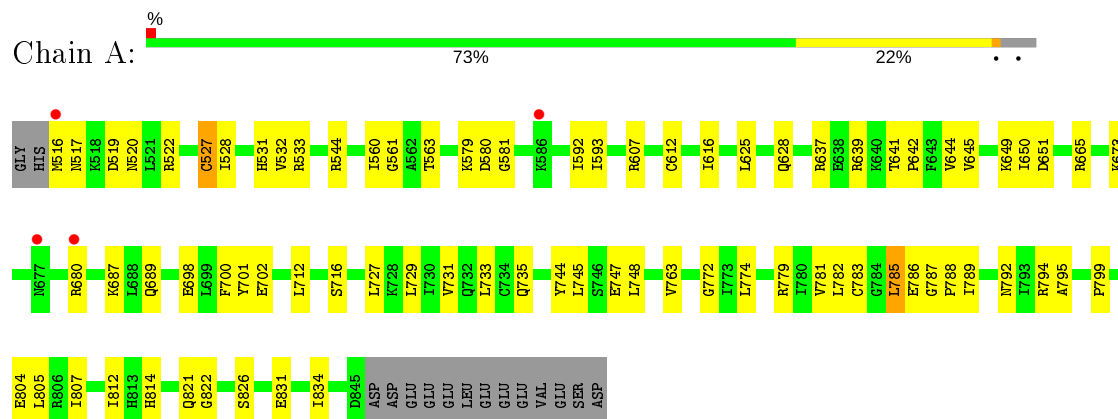 %
Chain A:
73% 22% • •
GLY HIS M516 N517 K518 D519 N520 L521 R522 C527 I528 H531 V532 R533 R544 I560 G561 A562 T563 K579 D580 G581 K586 I592 I593 R607 C612 I616 L625 Q628 R637 E638 R639 K640 T641 P642 F643 V644 V645 K649 I650 D651 R665 K673
N677 R680 K687 L688 Q689 E698 L699 F700 Y701 E702 L712 S716 L727 K728 L729 I730 V731 Q732 L733 C734 Q735 Y744 L745 S746 E747 L748 V763 G772 I773 L774 R779 I780 V781 L782 C783 G784 L785 E786 G787 P788 I789 N792 I793 R794 A795 P799
E804 L805 R806 I807 I812 H813 H814 Q821 G822 S826 E831 I834 D845 ASP ASP GLU GLU GLU LEU GLU GLU GLU GLU VAL GLU SER ASP